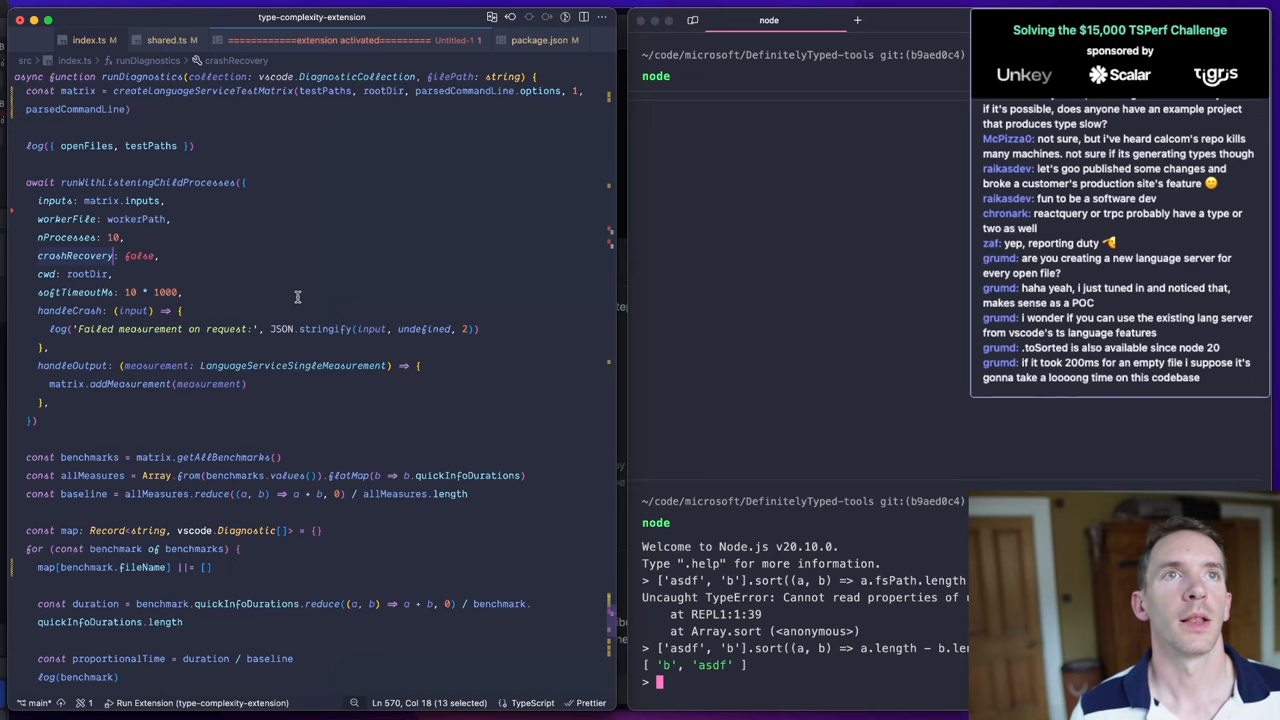 type-complexity-extension
index.ts
shared.ts
============extension activated========= Untitled-1 1
package.json
src > index.ts > runDiagnostics > crashRecovery
async function runDiagnostics(collection: vscode.DiagnosticCollection, filePath: string) {
const matrix = createLanguageServiceTestMatrix(testPaths, rootDir, parsedCommandLine.options, 1,
parsedCommandLine)
log({ openFiles, testPaths })
await runWithListeningChildProcesses({
inputs: matrix.inputs,
workerFile: workerPath,
nProcesses: 10,
crashRecovery: false,
cwd: rootDir,
softTimeoutMs: 10 * 1000,
handleCrash: (input) => {
log('Failed measurement on request:', JSON.stringify(input, undefined, 2))
},
handleOutput: (measurement: LanguageServiceSingleMeasurement) => {
matrix.addMeasurement(measurement)
},
})
const benchmarks = matrix.getAllBenchmarks()
const allMeasures = Array.from(benchmarks.values()).flatMap(b => b.quickInfoDurations)
const baseline = allMeasures.reduce((a, b) => a + b, 0) / allMeasures.length
const map: Record<string, vscode.Diagnostic[]> = {}
for (const benchmark of benchmarks) {
map[benchmark.fileName] ||= []
const duration = benchmark.quickInfoDurations.reduce((a, b) => a + b, 0) / benchmark.
quickInfoDurations.length
const proportionalTime = duration / baseline
log(benchmark)
main*
1
Run Extension (type-complexity-extension)
Ln 570, Col 18 (13 selected)
TypeScript
Prettier
node
~/code/microsoft/DefinitelyTyped-tools git:(b9aed0c4)
node
~/code/microsoft/DefinitelyTyped-tools git:(b9aed0c4)
node
Welcome to Node.js v20.10.0.
Type ".help" for more information.
> ['asdf', 'b'].sort((a, b) => a.fsPath.length
Uncaught TypeError: Cannot read properties of
at REPL1:1:39
at Array.sort (<anonymous>)
> ['asdf', 'b'].sort((a, b) => a.length - b.len
[ 'b', 'asdf' ]
>
Solving the $15,000 TSPerf Challenge
sponsored by
Unkey
Scalar
tigris
if it's possible, does anyone have an example project
that produces type slow?
McPizza0: not sure, but i've heard calcom's repo kills
many machines. not sure if its generating types though
raikasdev: let's goo published some changes and
broke a customer's production site's feature
raikasdev: fun to be a software dev
chronark: reactquery or trpc probably have a type or
two as well
zaf: yep, reporting duty
grumd: are you creating a new language server for
every open file?
grumd: haha yeah, i just tuned in and noticed that,
makes sense as a POC
grumd: i wonder if you can use the existing lang server
from vscode's ts language features
grumd: .toSorted is also available since node 20
grumd: if it took 200ms for an empty file i suppose it's
gonna take a loooong time on this codebase